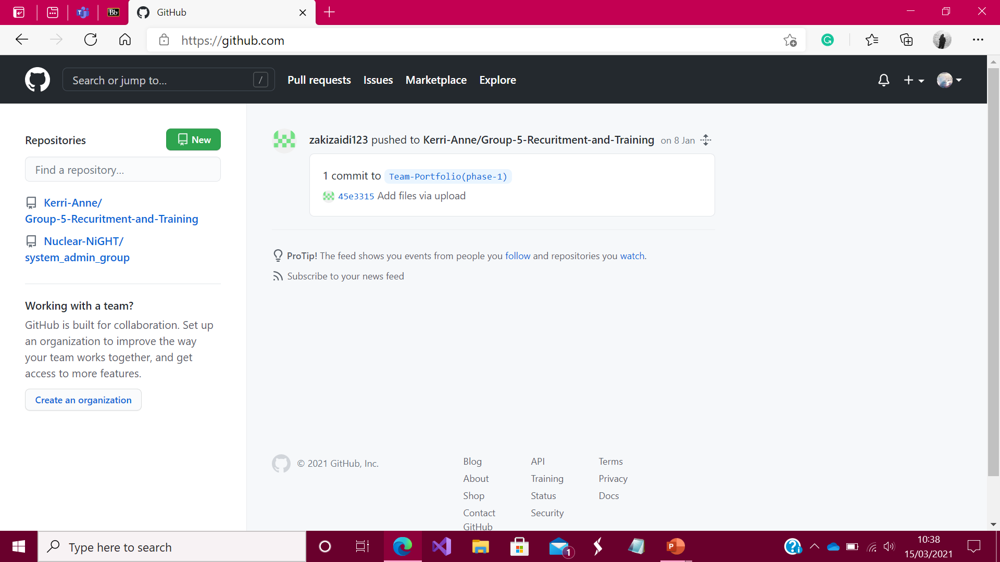 Bb
GitHub
https://github.com
Search or jump to...
/
Pull requests
Issues
Marketplace
Explore
Repositories
New
Find a repository...
Kerri-Anne/
Group-5-Recuritment-and-Training
Nuclear-NiGHT/
system_admin_group
Working with a team?
GitHub is built for collaboration. Set up
an organization to improve the way
your team works together, and get
access to more features.
Create an organization
zakizaidi123 pushed to Kerri-Anne/Group-5-Recuritment-and-Training on 8 Jan
1 commit to Team-Portfolio(phase-1)
45e3315 Add files via upload
ProTip! The feed shows you events from people you follow and repositories you watch.
Subscribe to your news feed
© 2021 GitHub, Inc.
Blog
About
Shop
Contact
GitHub
API
Training
Status
Security
Terms
Privacy
Docs
Type here to search
1
P
10:38
15/03/2021